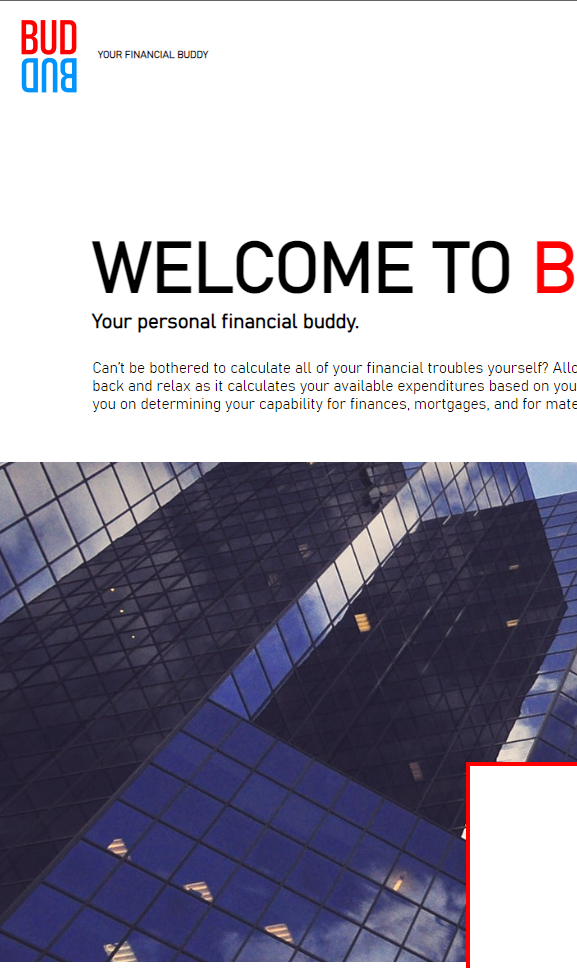 BUD
BUD
YOUR FINANCIAL BUDDY
WELCOME TO B
Your personal financial buddy.
Can't be bothered to calculate all of your financial troubles yourself? Allo
back and relax as it calculates your available expenditures based on you
you on determining your capability for finances, mortgages, and for mate